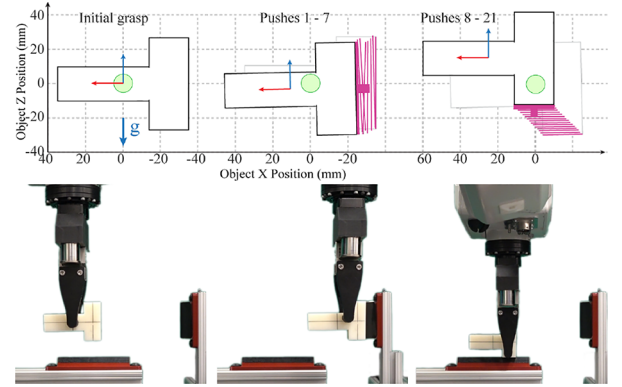 Initial grasp
Pushes 1 - 7
Pushes 8 - 21
Object Z Position (mm)
40
20
0
-20
-40
g
40 20 0 -20
40 20 0 -20
60 40 20 0 -20
Object X Position (mm)